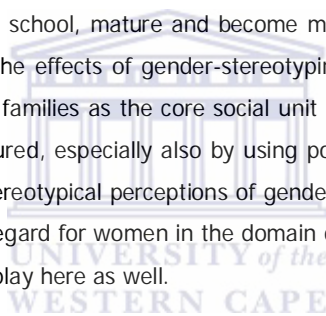 school, mature and become m
he effects of gender-stereotypin
families as the core social unit
ured, especially also by using po
ereotypical perceptions of gende
egard for women in the domain
play here as well.
UNIVERSITY of the
WESTERN CAPE